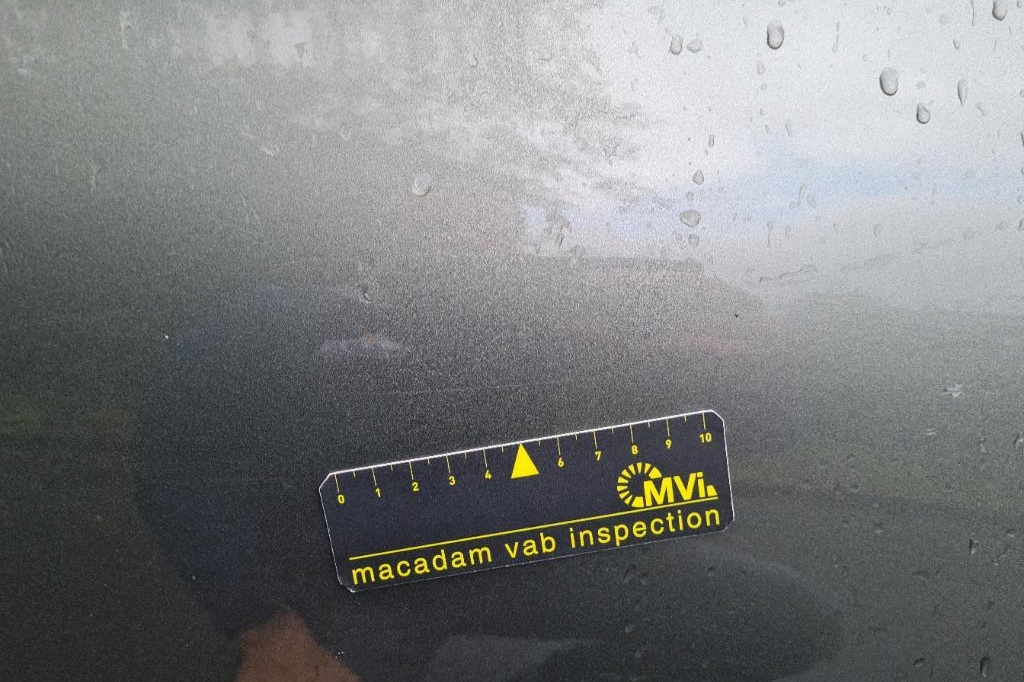 0 1 2 3 4 6 7 8 9 10
MVi
macadam vab inspection